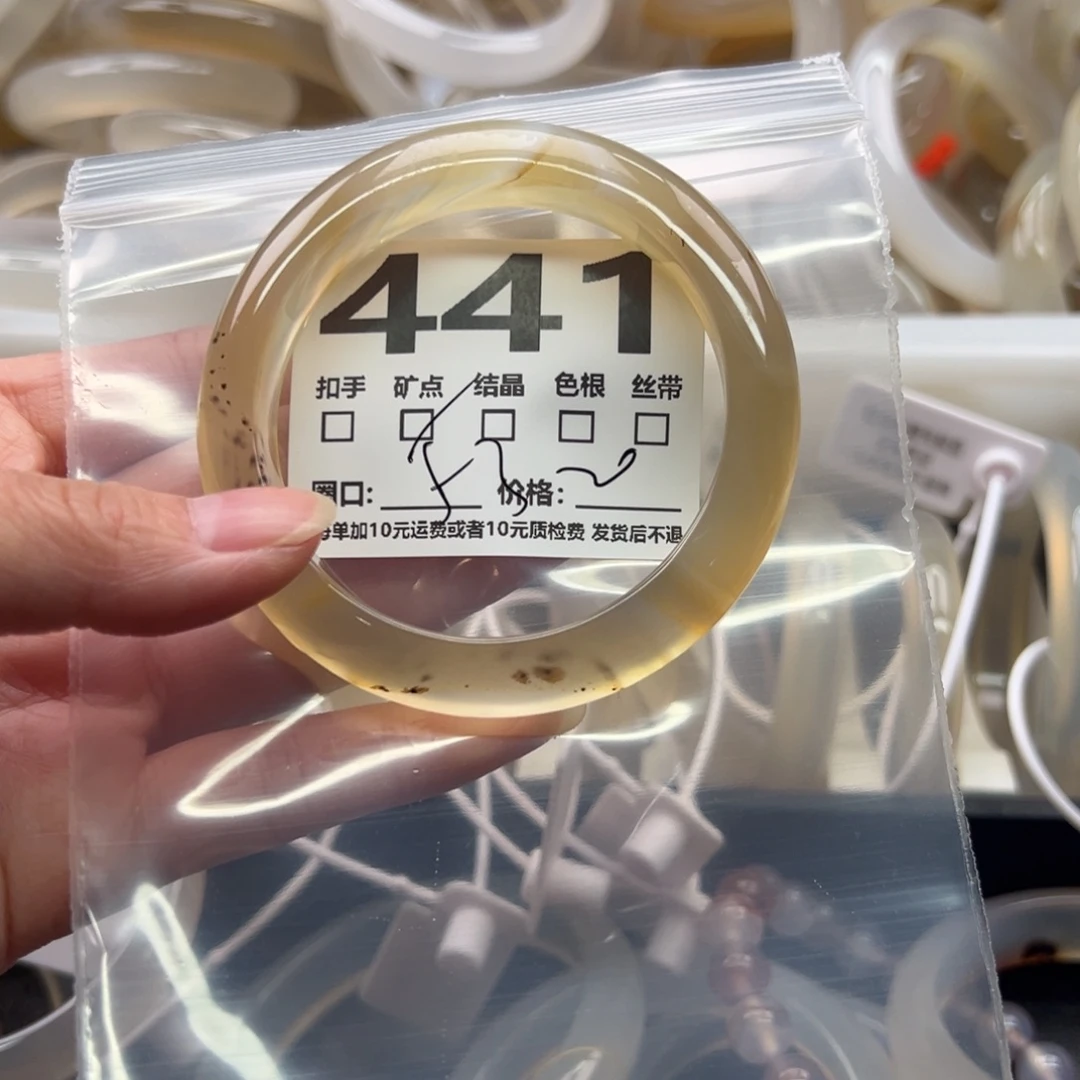 441
扣手 矿点 结晶 色根 丝带
圈口: 价格:
每单加10元运费或者10元质检费 发货后不退